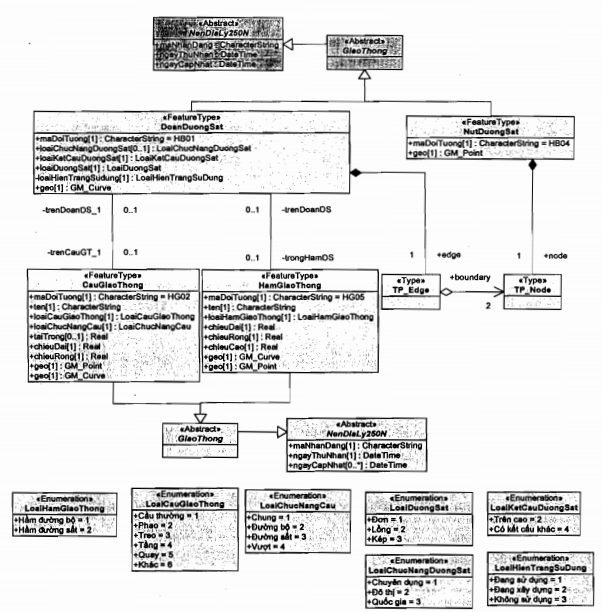 «Abstract»
NenDiaLy250N
+maNhanDang : CharacterString
+ngayThuNhan : DateTime
+ngayCapNhat : DateTime
«Abstract»
GiaoThong
«FeatureType»
DoanDuongSat
+maDoiTuong[1] : CharacterString = HB01
+loaiChucNangDuongSat[0..1] : LoaiChucNangDuongSat
+loaiKetCauDuongSat[1] : LoaiKetCauDuongSat
+loaiDuongSat[1] : LoaiDuongSat
-loaiHienTrangSudung[1] : LoaiHienTrangSuDung
+geo[1] : GM_Curve
«FeatureType»
NutDuongSat
+maDoiTuong[1] : CharacterString = HB04
+geo[1] : GM_Point
-trenDoanDS_1
0..1
0..1
-trenDoanDS
-trenCauGT_1
0..1
0..1
-trongHamDS
1
+edge
1
+node
«FeatureType»
CauGiaoThong
+maDoiTuong[1] : CharacterString = HG02
+ten[1] : CharacterString
+loaiCauGiaoThong[1] : LoaiCauGiaoThong
+loaiChucNangCau[1] : LoaiChucNangCau
+taiTrong[0..1] : Real
+chieuDai[1] : Real
+chieuRong[1] : Real
+geo[1] : GM_Point
+geo[1] : GM_Curve
«FeatureType»
HamGiaoThong
+maDoiTuong[1] : CharacterString = HG05
+ten[1] : CharacterString
+loaiHamGiaoThong[1] : LoaiHamGiaoThong
+chieuDai[1] : Real
+chieuRong[1] : Real
+chieuCao[1] : Real
+geo[1] : GM_Curve
+geo[1] : GM_Point
«Type»
TP_Edge
+boundary
2
«Type»
TP_Node
«Abstract»
GiaoThong
«Abstract»
NenDiaLy250N
+maNhanDang[1] : CharacterString
+ngayThuNhan[1] : DateTime
+ngayCapNhat[0..*] : DateTime
«Enumeration»
LoaiHamGiaoThong
+Hầm đường bộ = 1
+Hầm đường sắt = 2
«Enumeration»
LoaiCauGiaoThong
+Cầu thường = 1
+Phao = 2
+Treo = 3
+Tầng = 4
+Quay = 5
+Khác = 6
«Enumeration»
LoaiChucNangCau
+Chung = 1
+Đường bộ = 2
+Đường sắt = 3
+Vượt = 4
«Enumeration»
LoaiDuongSat
+Đơn = 1
+Lồng = 2
+Kép = 3
«Enumeration»
LoaiKetCauDuongSat
+Trên cao = 2
+Có kết cấu khác = 4
«Enumeration»
LoaiChucNangDuongSat
+Chuyên dụng = 1
+Đô thị = 2
+Quốc gia = 3
«Enumeration»
LoaiHienTrangSuDung
+Đang sử dụng = 1
+Đang xây dựng = 2
+Không sử dụng = 3